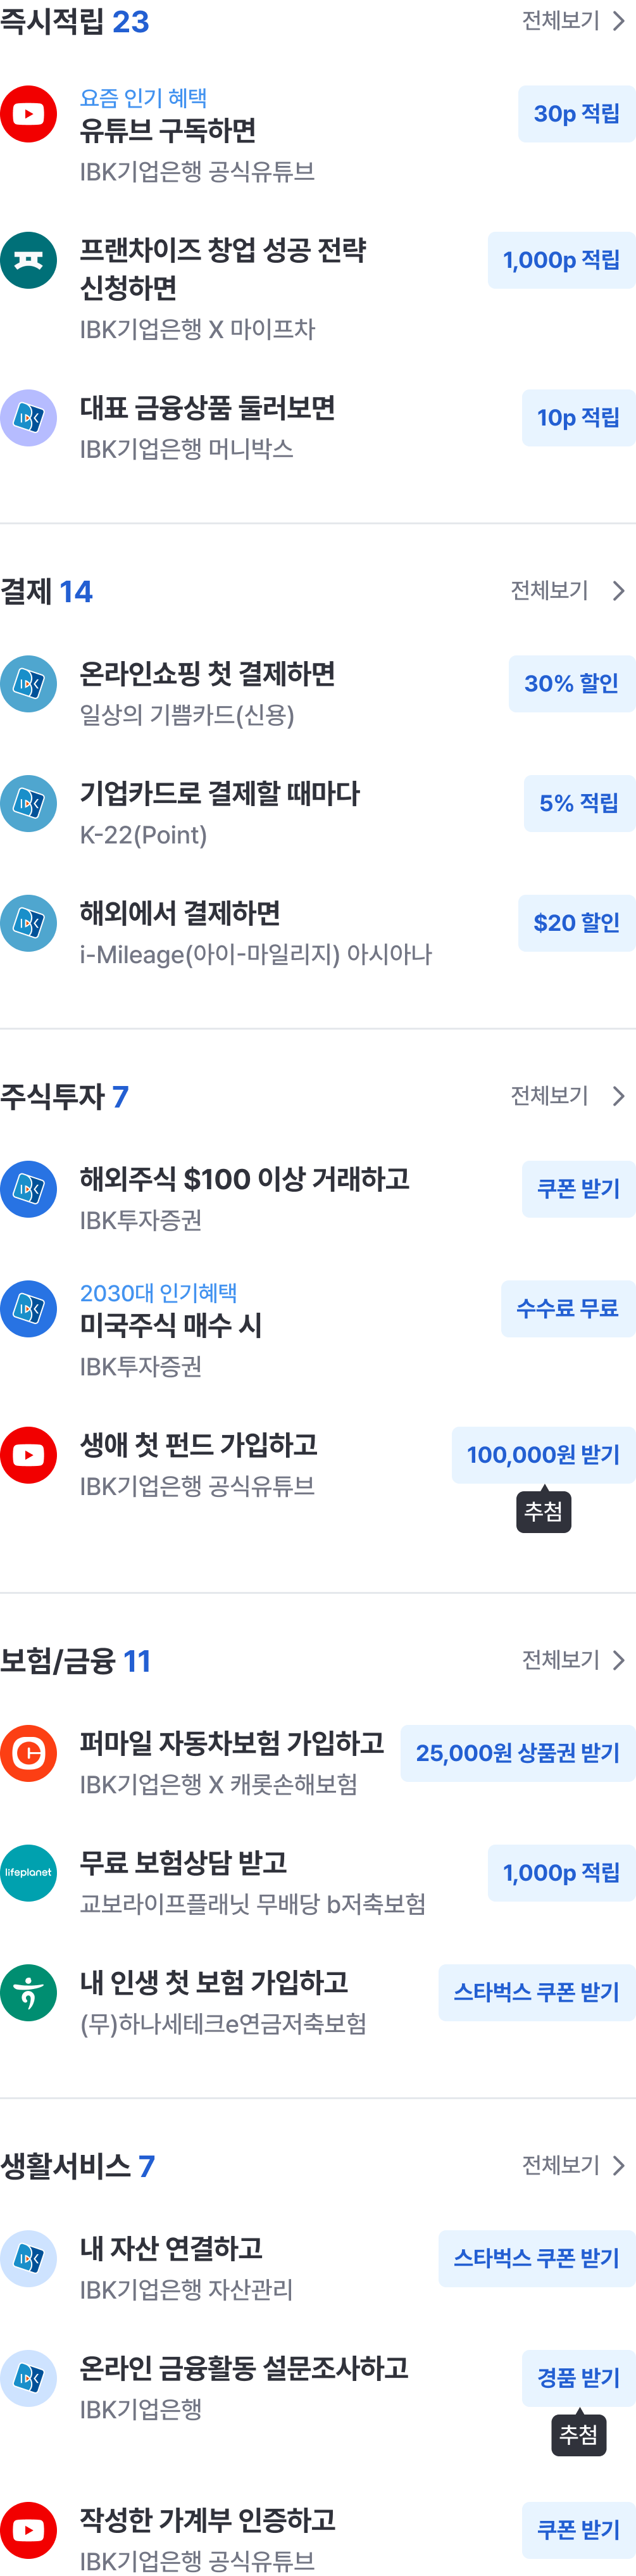 즉시적립 23 전체보기
요즘 인기 혜택
유튜브 구독하면 30p 적립
IBK기업은행 공식유튜브
프랜차이즈 창업 성공 전략
신청하면 1,000p 적립
IBK기업은행 X 마이프차
대표 금융상품 둘러보면 10p 적립
IBK기업은행 머니박스
결제 14 전체보기
온라인쇼핑 첫 결제하면 30% 할인
일상의 기쁨카드(신용)
기업카드로 결제할 때마다 5% 적립
K-22(Point)
해외에서 결제하면 $20 할인
i-Mileage(아이-마일리지) 아시아나
주식투자 7 전체보기
해외주식 $100 이상 거래하고 쿠폰 받기
IBK투자증권
2030대 인기혜택
미국주식 매수 시 수수료 무료
IBK투자증권
생애 첫 펀드 가입하고 100,000원 받기
IBK기업은행 공식유튜브 추첨
보험/금융 11 전체보기
퍼마일 자동차보험 가입하고 25,000원 상품권 받기
IBK기업은행 X 캐롯손해보험
lifeplanet 무료 보험상담 받고 1,000p 적립
교보라이프플래닛 무배당 b저축보험
내 인생 첫 보험 가입하고 스타벅스 쿠폰 받기
(무)하나세테크e연금저축보험
생활서비스 7 전체보기
내 자산 연결하고 스타벅스 쿠폰 받기
IBK기업은행 자산관리
온라인 금융활동 설문조사하고 경품 받기
IBK기업은행 추첨
작성한 가계부 인증하고 쿠폰 받기
IBK기업은행 공식유튜브